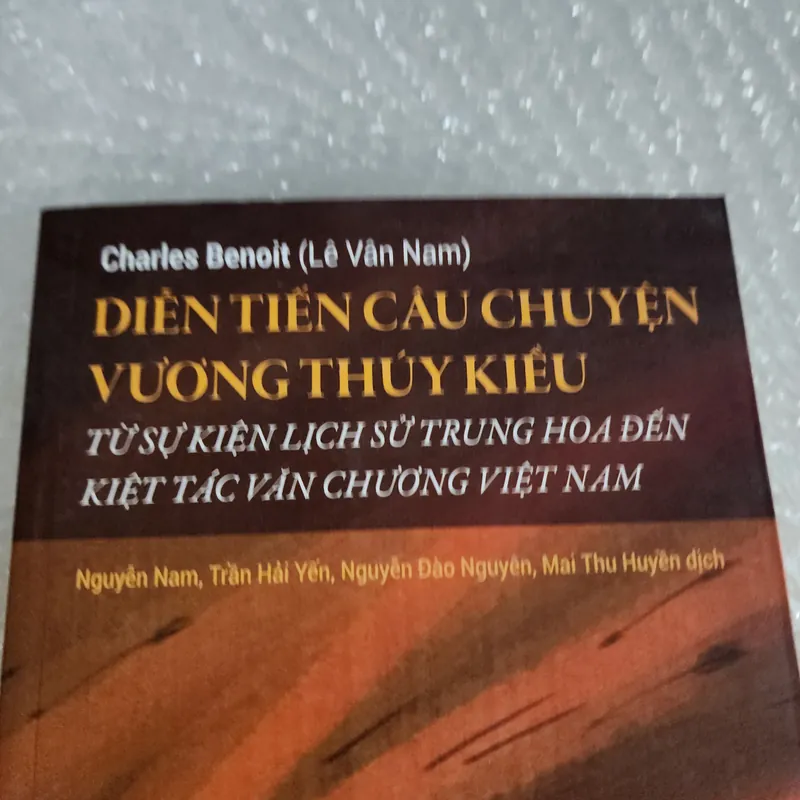 Charles Benoit (Lê Vân Nam)
DIỄN TIẾN CÂU CHUYỆN
VƯƠNG THÚY KIỀU
TỪ SỰ KIỆN LỊCH SỬ TRUNG HOA ĐẾN
KIỆT TÁC VĂN CHƯƠNG VIỆT NAM
Nguyễn Nam, Trần Hải Yến, Nguyễn Đào Nguyên, Mai Thu Huyền dịch